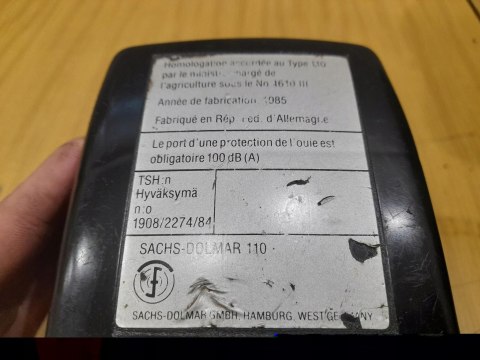 Homologation accordée au Type 110
par le ministre chargé de
l'agriculture sous le No 4610 III
Année de fabrication: 1985
Fabriqué en Rép. Fed. d'Allemagne
Le port d'une protection de l'ouie est
obligatoire 100 dB (A)
TSH:n
Hyväksymä
n:o
1908/2274/84
SACHS-DOLMAR 110
SACHS-DOLMAR GMBH, HAMBURG, WEST GERMANY